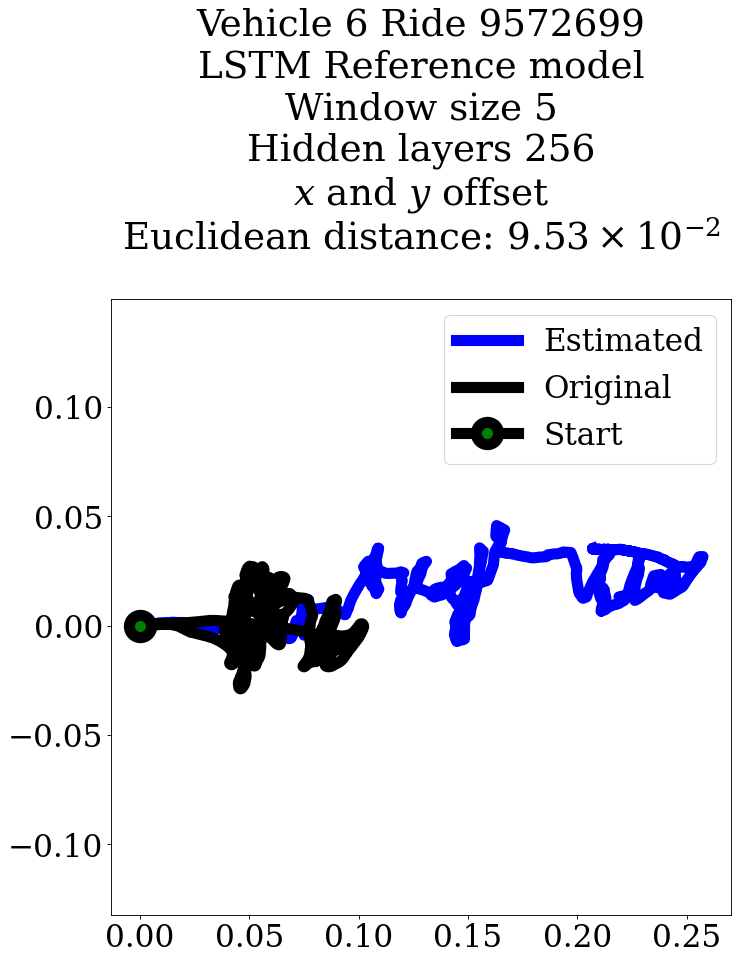 Vehicle 6 Ride 9572699
LSTM Reference model
Window size 5
Hidden layers 256
x and y offset
Euclidean distance: 9.53 × 10⁻²
Estimated
Original
Start
0.10
0.05
0.00
−0.05
−0.10
0.00 0.05 0.10 0.15 0.20 0.25